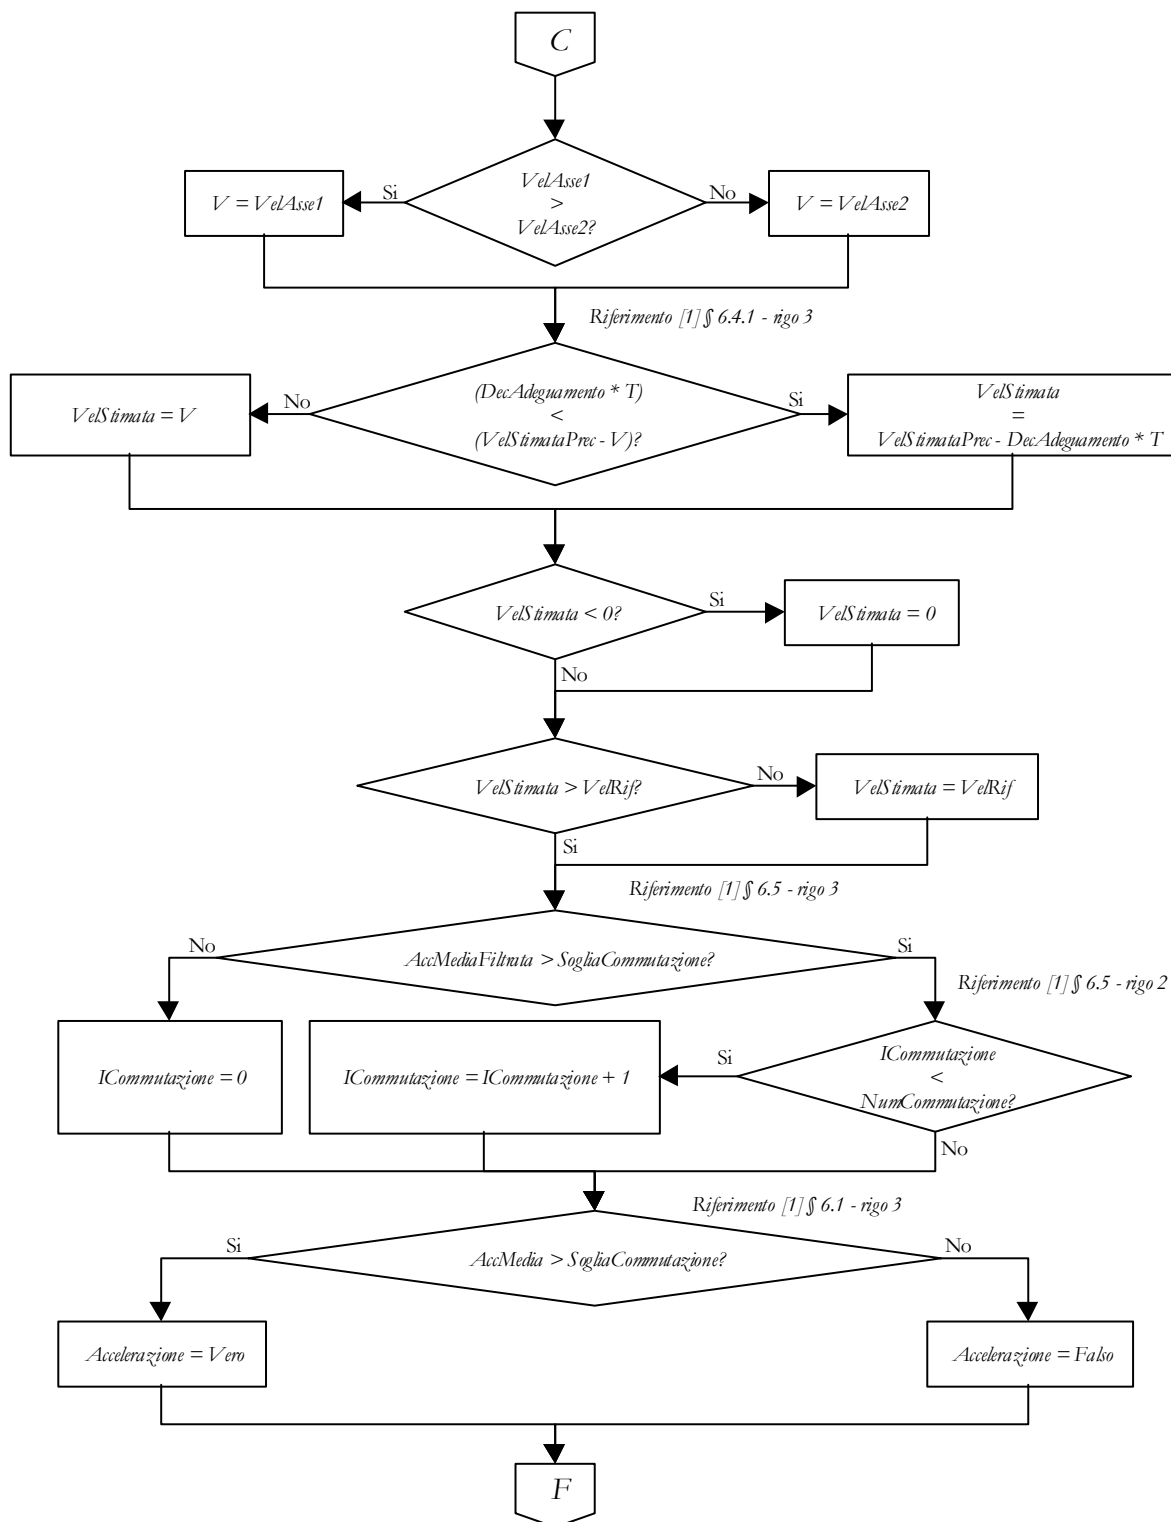 C
VelAsse1
>
VelAsse2?
Si
No
V = VelAsse1
V = VelAsse2
Riferimento [1] § 6.4.1 - rigo 3
(DecAdeguamento * T)
<
(VelStimataPrec - V)?
No
Si
VelStimata = V
VelStimata
=
VelStimataPrec - DecAdeguamento * T
VelStimata < 0?
Si
VelStimata = 0
No
VelStimata > VelRif?
No
VelStimata = VelRif
Si
Riferimento [1] § 6.5 - rigo 3
No
AccMediaFiltrata > SogliaCommutazione?
Si
Riferimento [1] § 6.5 - rigo 2
ICommutazione = 0
ICommutazione = ICommutazione + 1
Si
ICommutazione
<
NumCommutazione?
No
Riferimento [1] § 6.1 - rigo 3
Si
AccMedia > SogliaCommutazione?
No
Accelerazione = Vero
Accelerazione = Falso
F